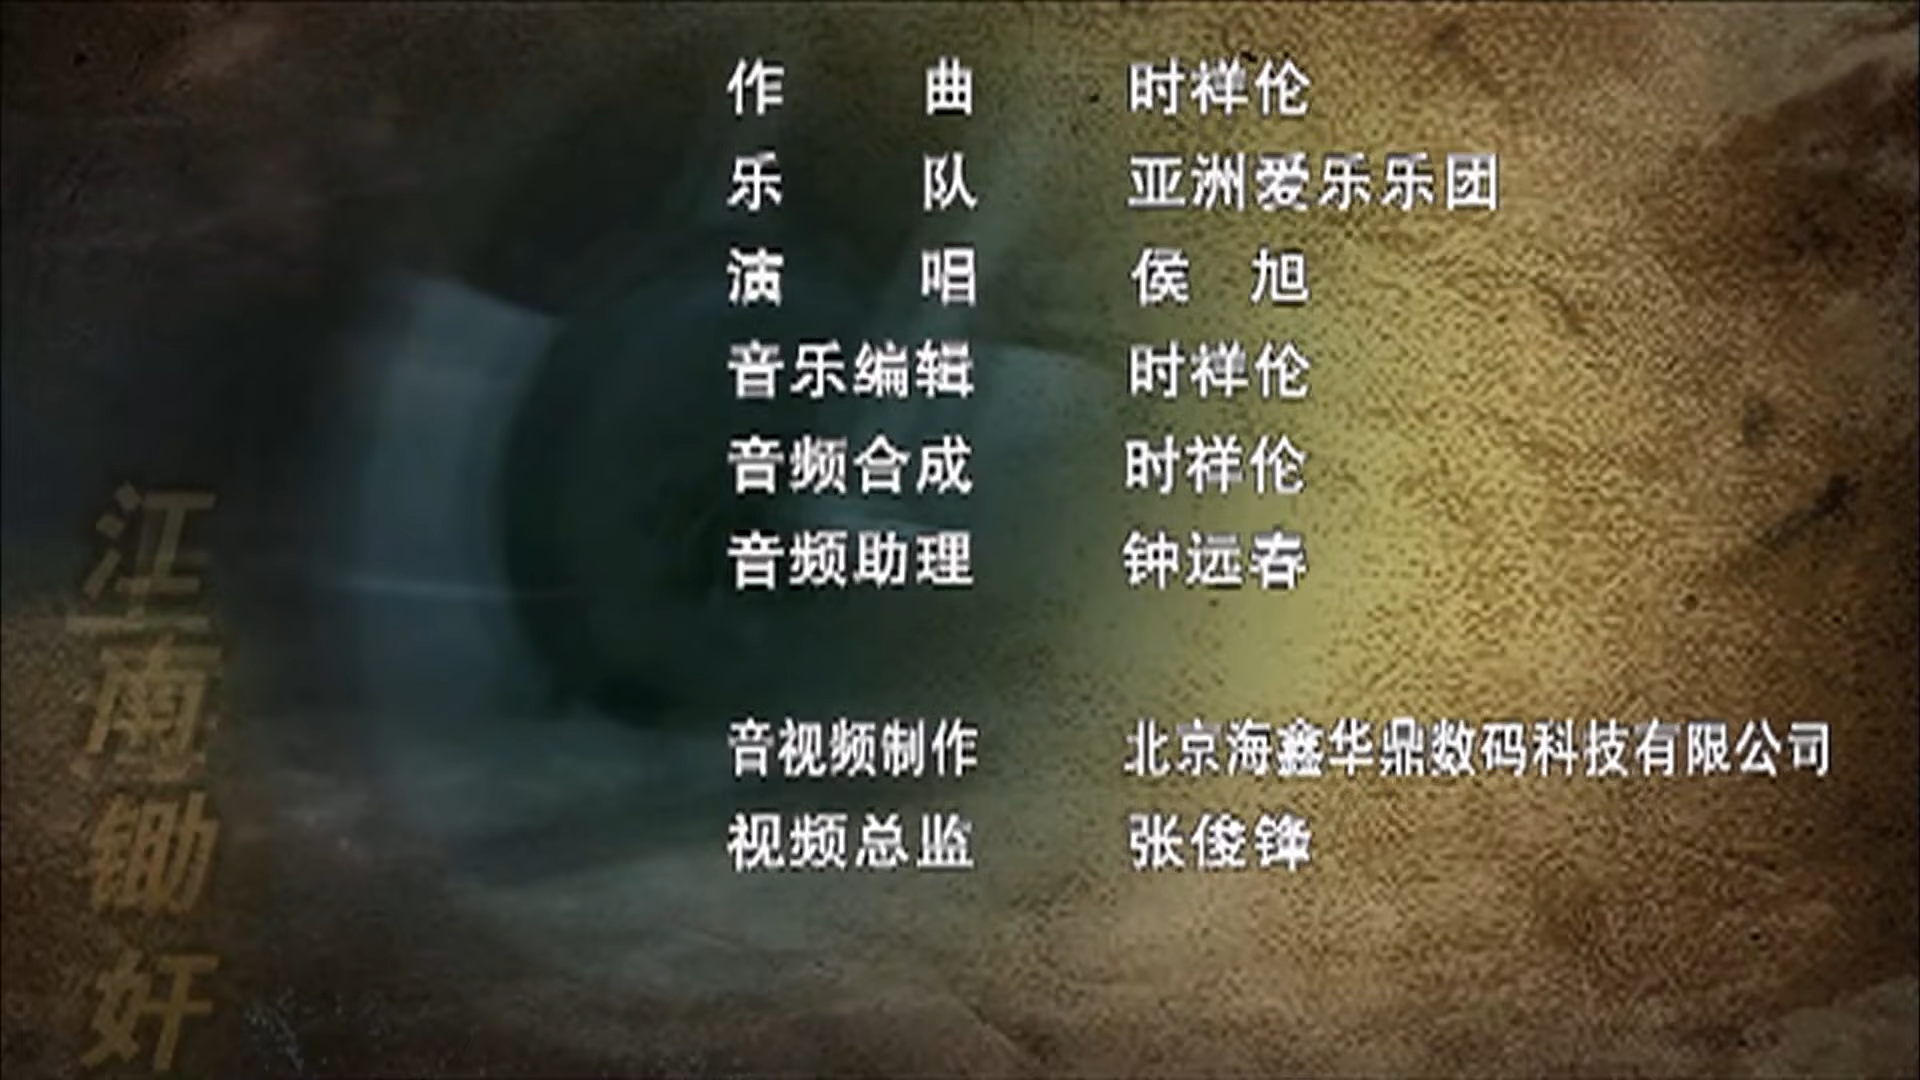 作曲 时祥伦
乐队 亚洲爱乐乐团
演唱 侯旭
音乐编辑 时祥伦
音频合成 时祥伦
音频助理 钟远春
音视频制作 北京海鑫华鼎数码科技有限公司
视频总监 张俊铧
江南锄奸